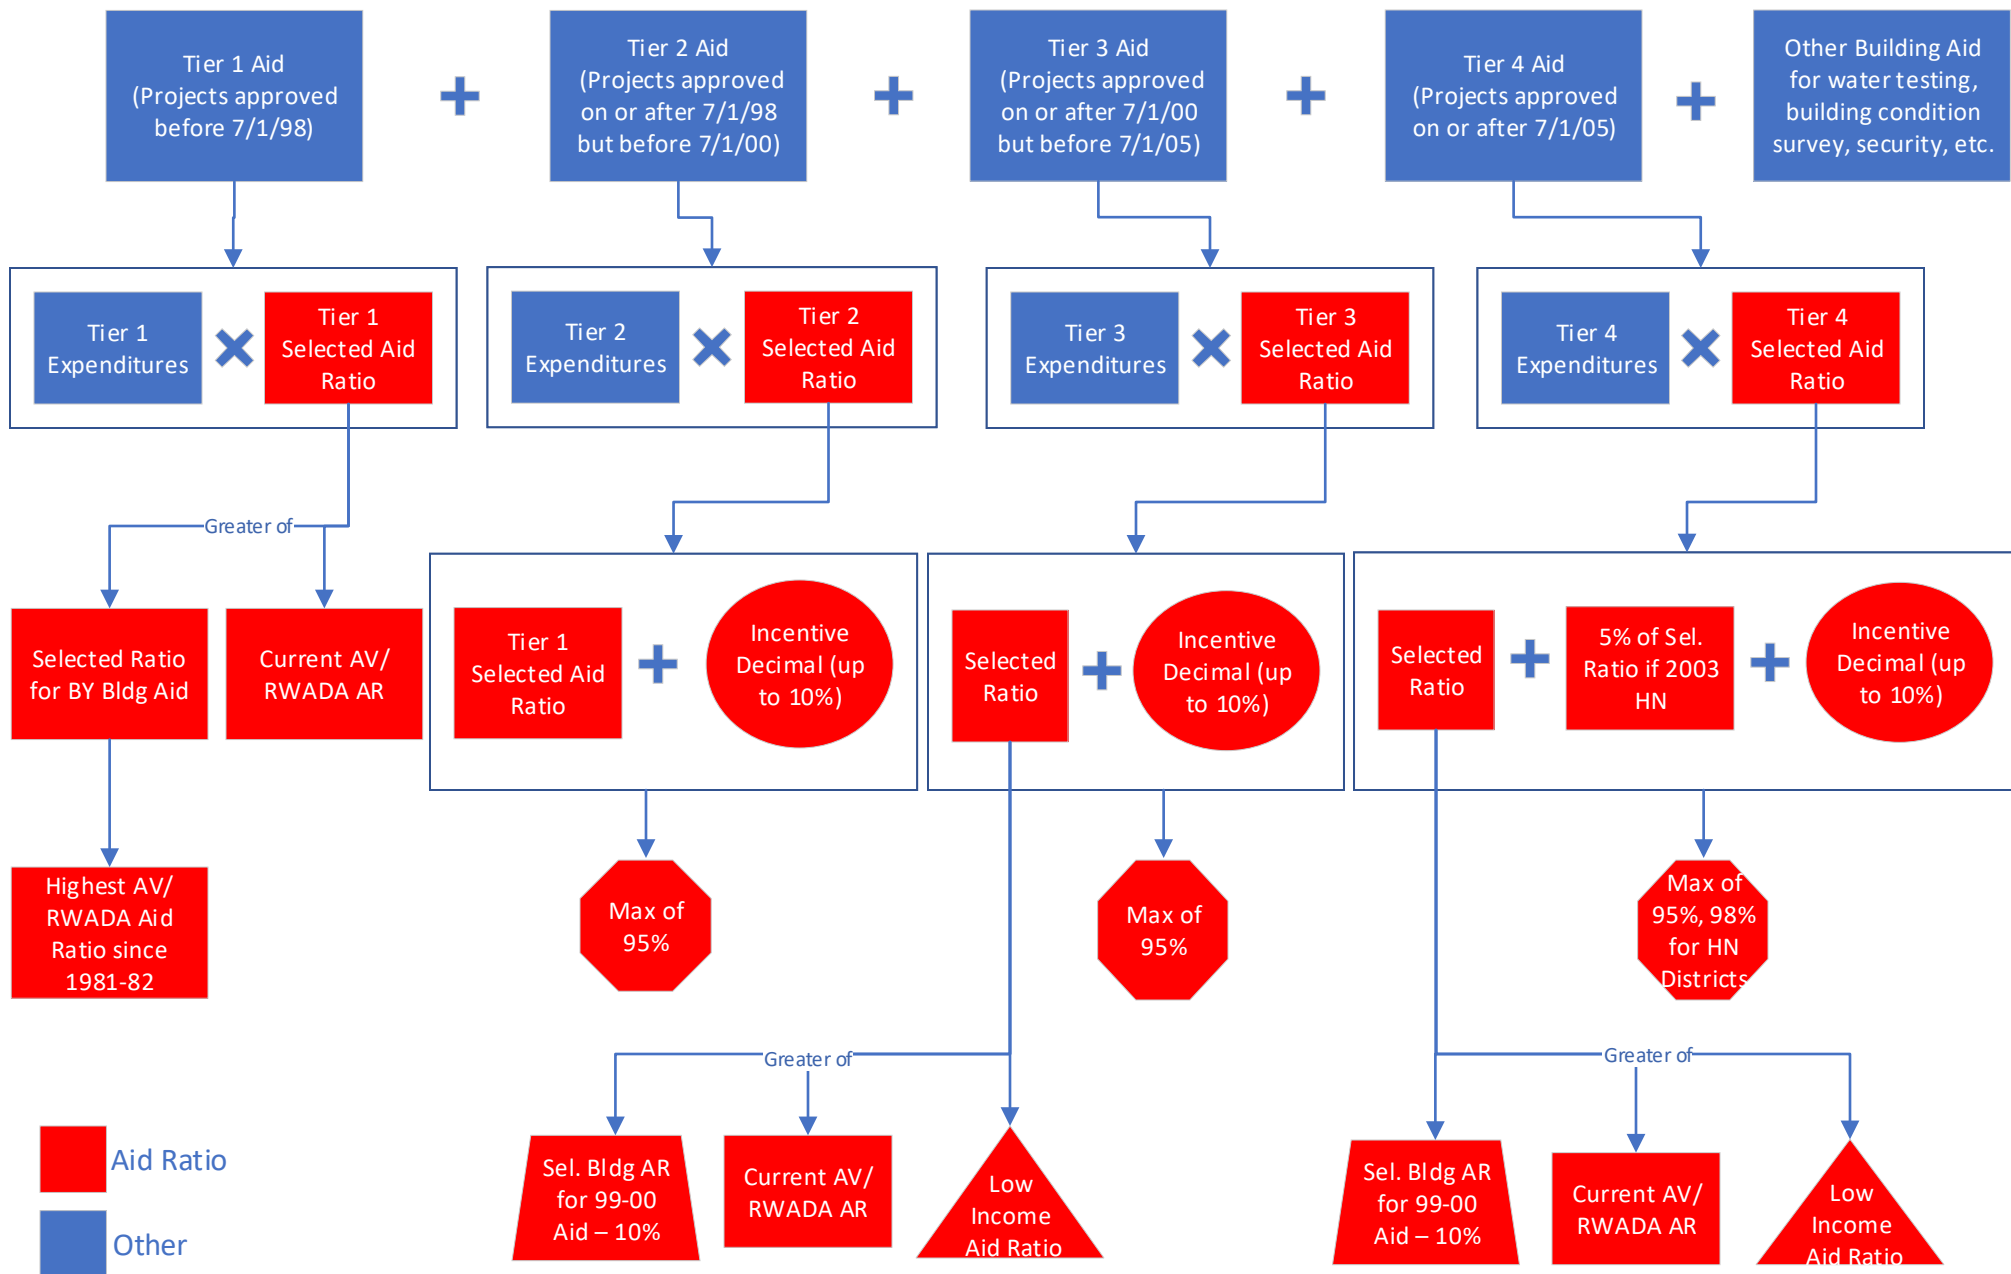 Tier 1 Aid
(Projects approved
before 7/1/98)
Tier 2 Aid
(Projects approved
on or after 7/1/98
but before 7/1/00)
Tier 3 Aid
(Projects approved
on or after 7/1/00
but before 7/1/05)
Tier 4 Aid
(Projects approved
on or after 7/1/05)
Other Building Aid
for water testing,
building condition
survey, security, etc.
Tier 1
Expenditures
Tier 1
Selected Aid
Ratio
Tier 2
Expenditures
Tier 2
Selected Aid
Ratio
Tier 3
Expenditures
Tier 3
Selected Aid
Ratio
Tier 4
Expenditures
Tier 4
Selected Aid
Ratio
Greater of
Selected Ratio
for BY Bldg Aid
Current AV/
RWADA AR
Tier 1
Selected Aid
Ratio
Incentive
Decimal (up
to 10%)
Selected
Ratio
Incentive
Decimal (up
to 10%)
Selected
Ratio
5% of Sel.
Ratio if 2003
HN
Incentive
Decimal (up
to 10%)
Highest AV/
RWADA Aid
Ratio since
1981-82
Max of
95%
Max of
95%
Max of
95%, 98%
for HN
Districts
Greater of
Greater of
Sel. Bldg AR
for 99-00
Aid – 10%
Current AV/
RWADA AR
Low
Income
Aid Ratio
Sel. Bldg AR
for 99-00
Aid – 10%
Current AV/
RWADA AR
Low
Income
Aid Ratio
Aid Ratio
Other